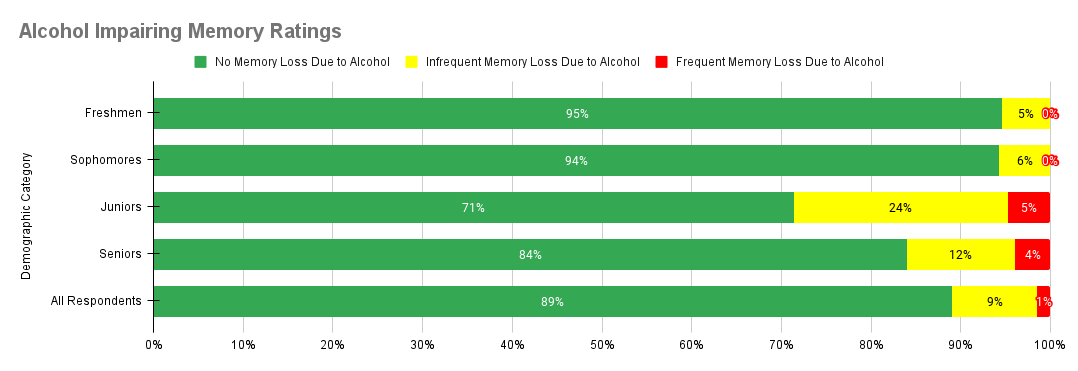 Alcohol Impairing Memory Ratings
No Memory Loss Due to Alcohol Infrequent Memory Loss Due to Alcohol Frequent Memory Loss Due to Alcohol
Demographic Category
Freshmen 95% 5% 0%
Sophomores 94% 6% 0%
Juniors 71% 24% 5%
Seniors 84% 12% 4%
All Respondents 89% 9% 1%
0% 10% 20% 30% 40% 50% 60% 70% 80% 90% 100%